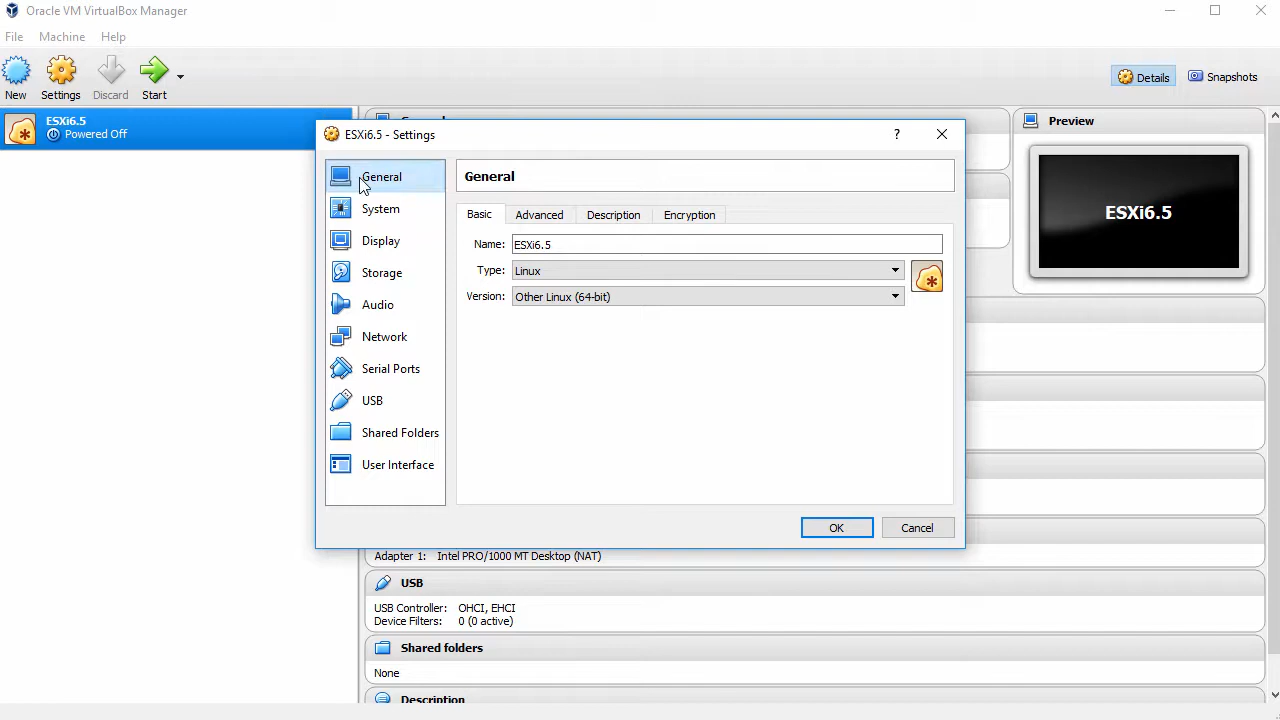 Oracle VM VirtualBox Manager
File Machine Help
New Settings Discard Start Details Snapshots
ESXi6.5
Powered Off
Preview
ESXi6.5
ESXi6.5 - Settings
?
General
System
Display
Storage
Audio
Network
Serial Ports
USB
Shared Folders
User Interface
General
Basic Advanced Description Encryption
Name: ESXi6.5
Type: Linux
Version: Other Linux (64-bit)
OK Cancel
Adapter 1: Intel PRO/1000 MT Desktop (NAT)
USB
USB Controller: OHCI, EHCI
Device Filters: 0 (0 active)
Shared folders
None
Description